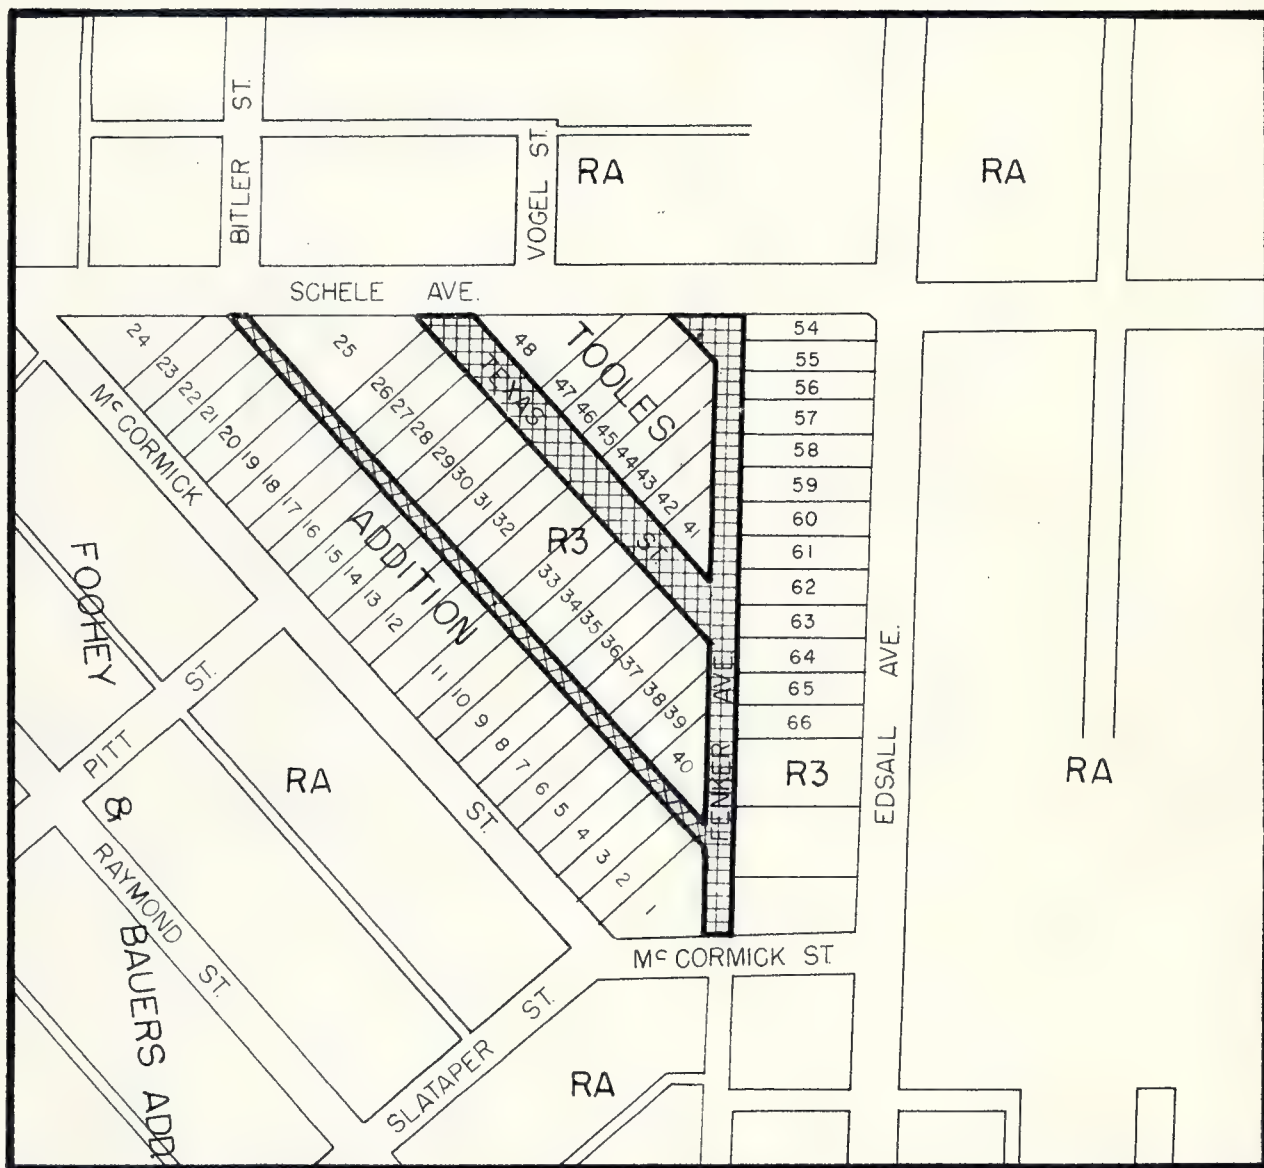 BITLER ST.
VOGEL ST.
RA
RA
SCHELE AVE.
24
23
22
21
20
19
18
17
16
15
14
13
12
11
10
9
8
7
6
5
4
3
2
1
25
26
27
28
29
30
31
32
33
34
35
36
37
38
39
40
48
47
46
45
44
43
42
41
TOOLES
ADDITION
TEXAS ST.
R3
54
55
56
57
58
59
60
61
62
63
64
65
66
R3
FENKER AVE.
EDSALL AVE.
RA
McCORMICK ST.
FOOHEY
&
BAUERS ADD.
PITT ST.
RA
RAYMOND ST.
McCORMICK ST.
SLATAPER ST.
RA